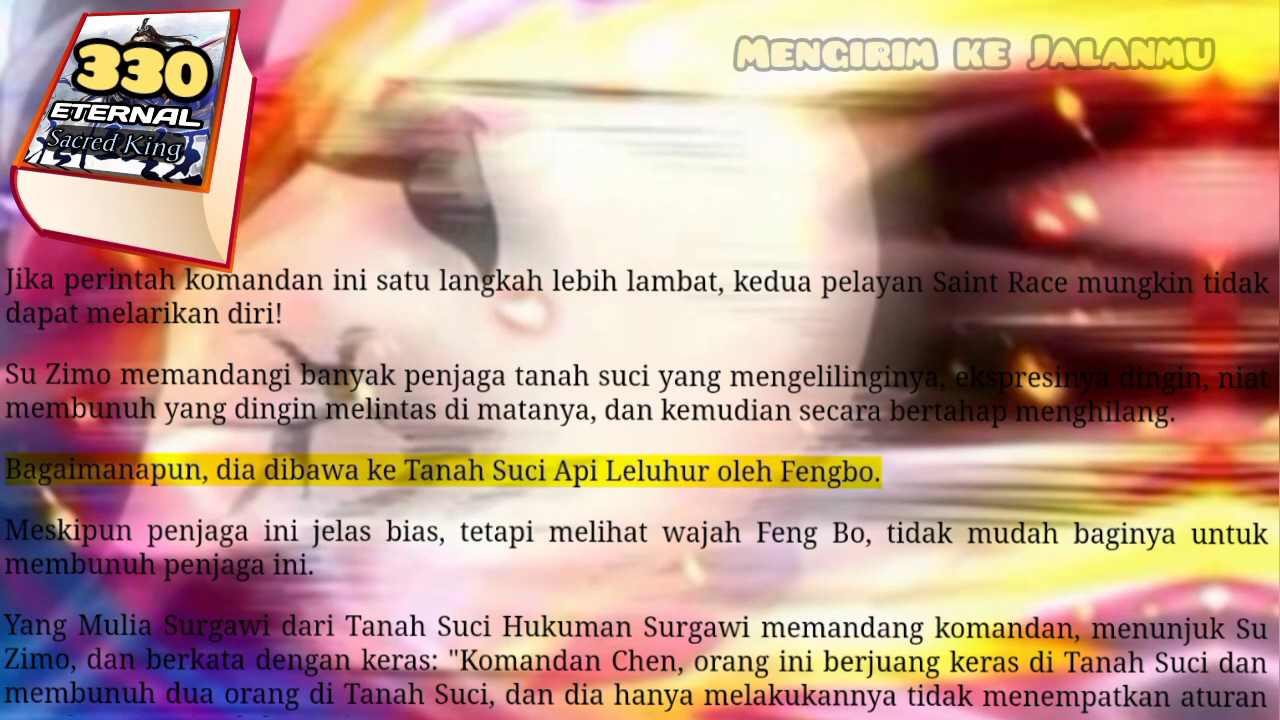 330
ETERNAL
Sacred King
Mengirim ke Jalanmu
Jika perintah komandan ini satu langkah lebih lambat, kedua pelayan Saint Race mungkin tidak
dapat melarikan diri!
Su Zimo memandangi banyak penjaga tanah suci yang mengelilinginya, ekspresinya dingin, niat
membunuh yang dingin melintas di matanya, dan kemudian secara bertahap menghilang.
Bagaimanapun, dia dibawa ke Tanah Suci Api Leluhur oleh Fengbo.
Meskipun penjaga ini jelas bias, tetapi melihat wajah Feng Bo, tidak mudah baginya untuk
membunuh penjaga ini.
Yang Mulia Surgawi dari Tanah Suci Hukuman Surgawi memandang komandan, menunjuk Su
Zimo, dan berkata dengan keras: "Komandan Chen, orang ini berjuang keras di Tanah Suci dan
membunuh dua orang di Tanah Suci, dan dia hanya melakukannya tidak menempatkan aturan